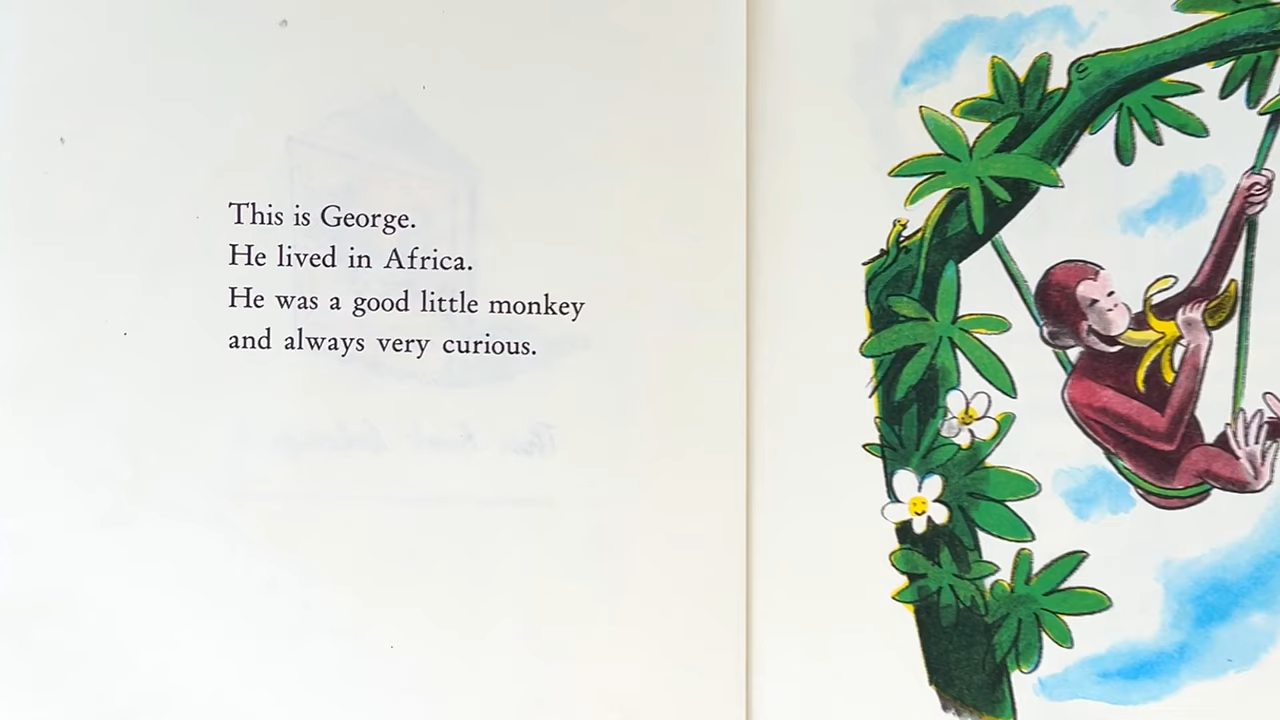 This is George.
He lived in Africa.
He was a good little monkey
and always very curious.